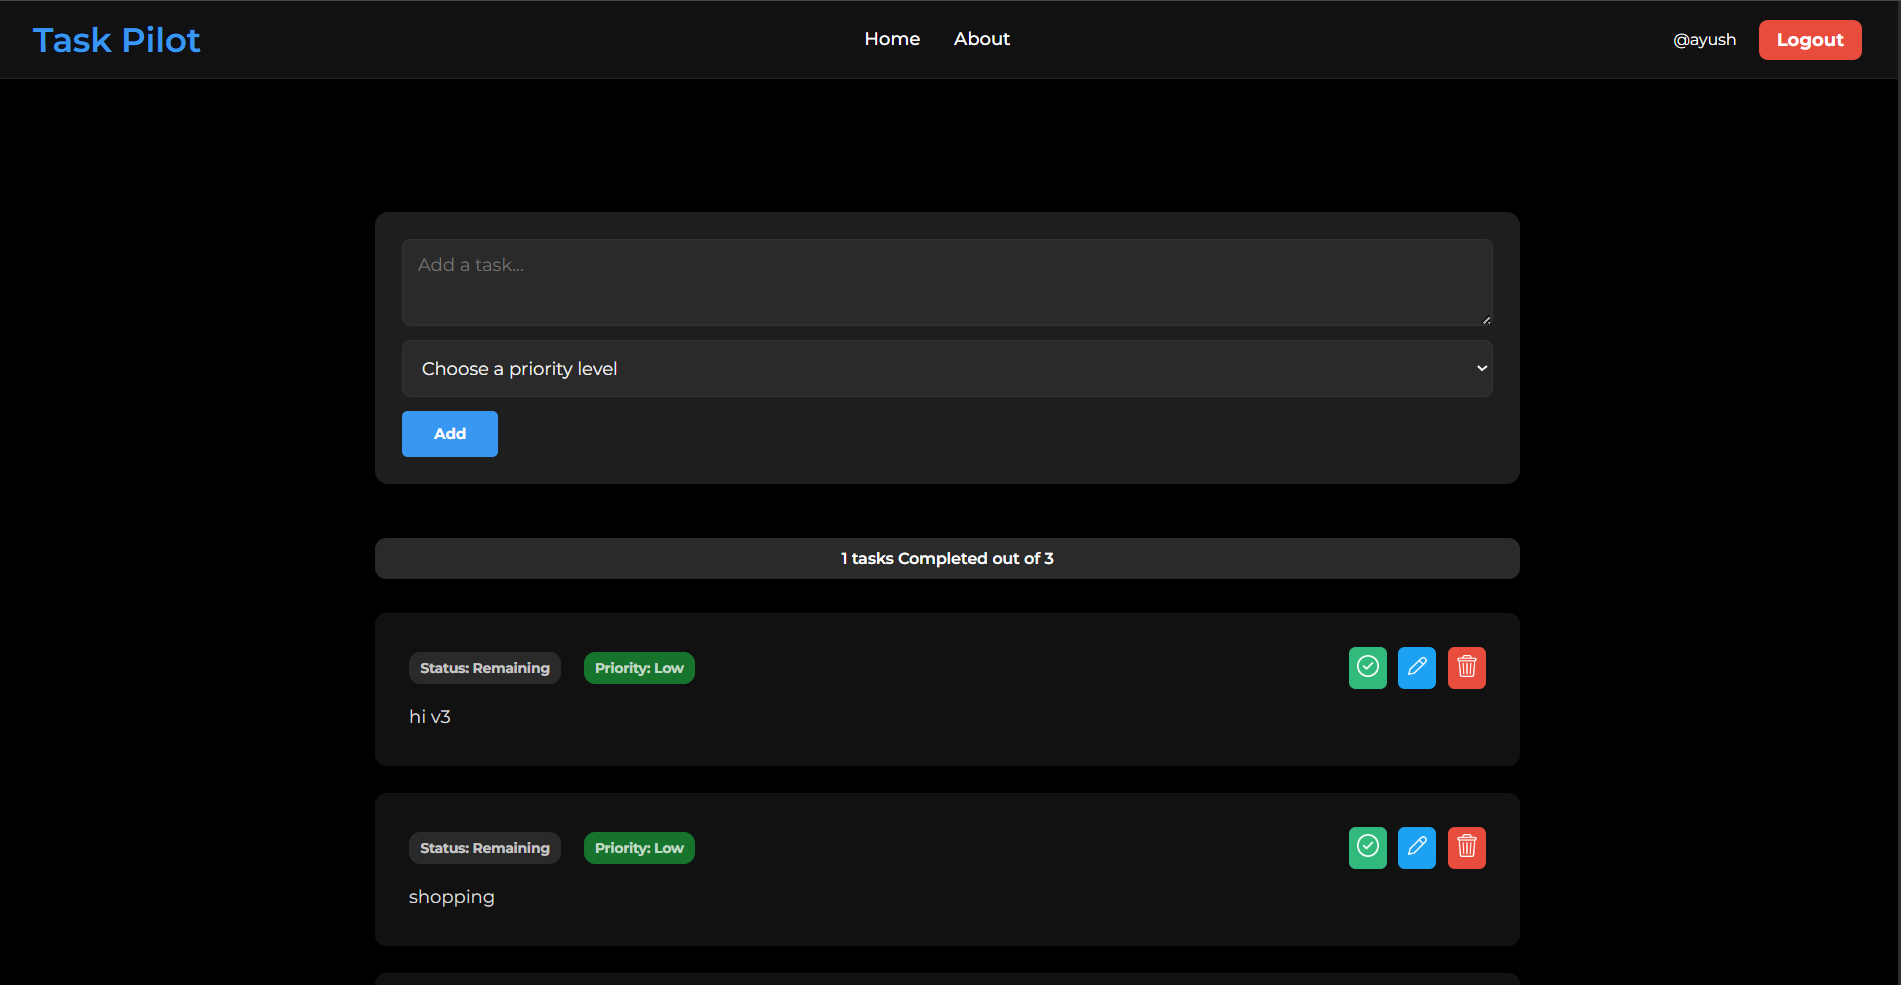 Task Pilot
Home
About
@ayush
Logout
Add a task...
Choose a priority level
Add
1 tasks Completed out of 3
Status: Remaining
Priority: Low
hi v3
Status: Remaining
Priority: Low
shopping